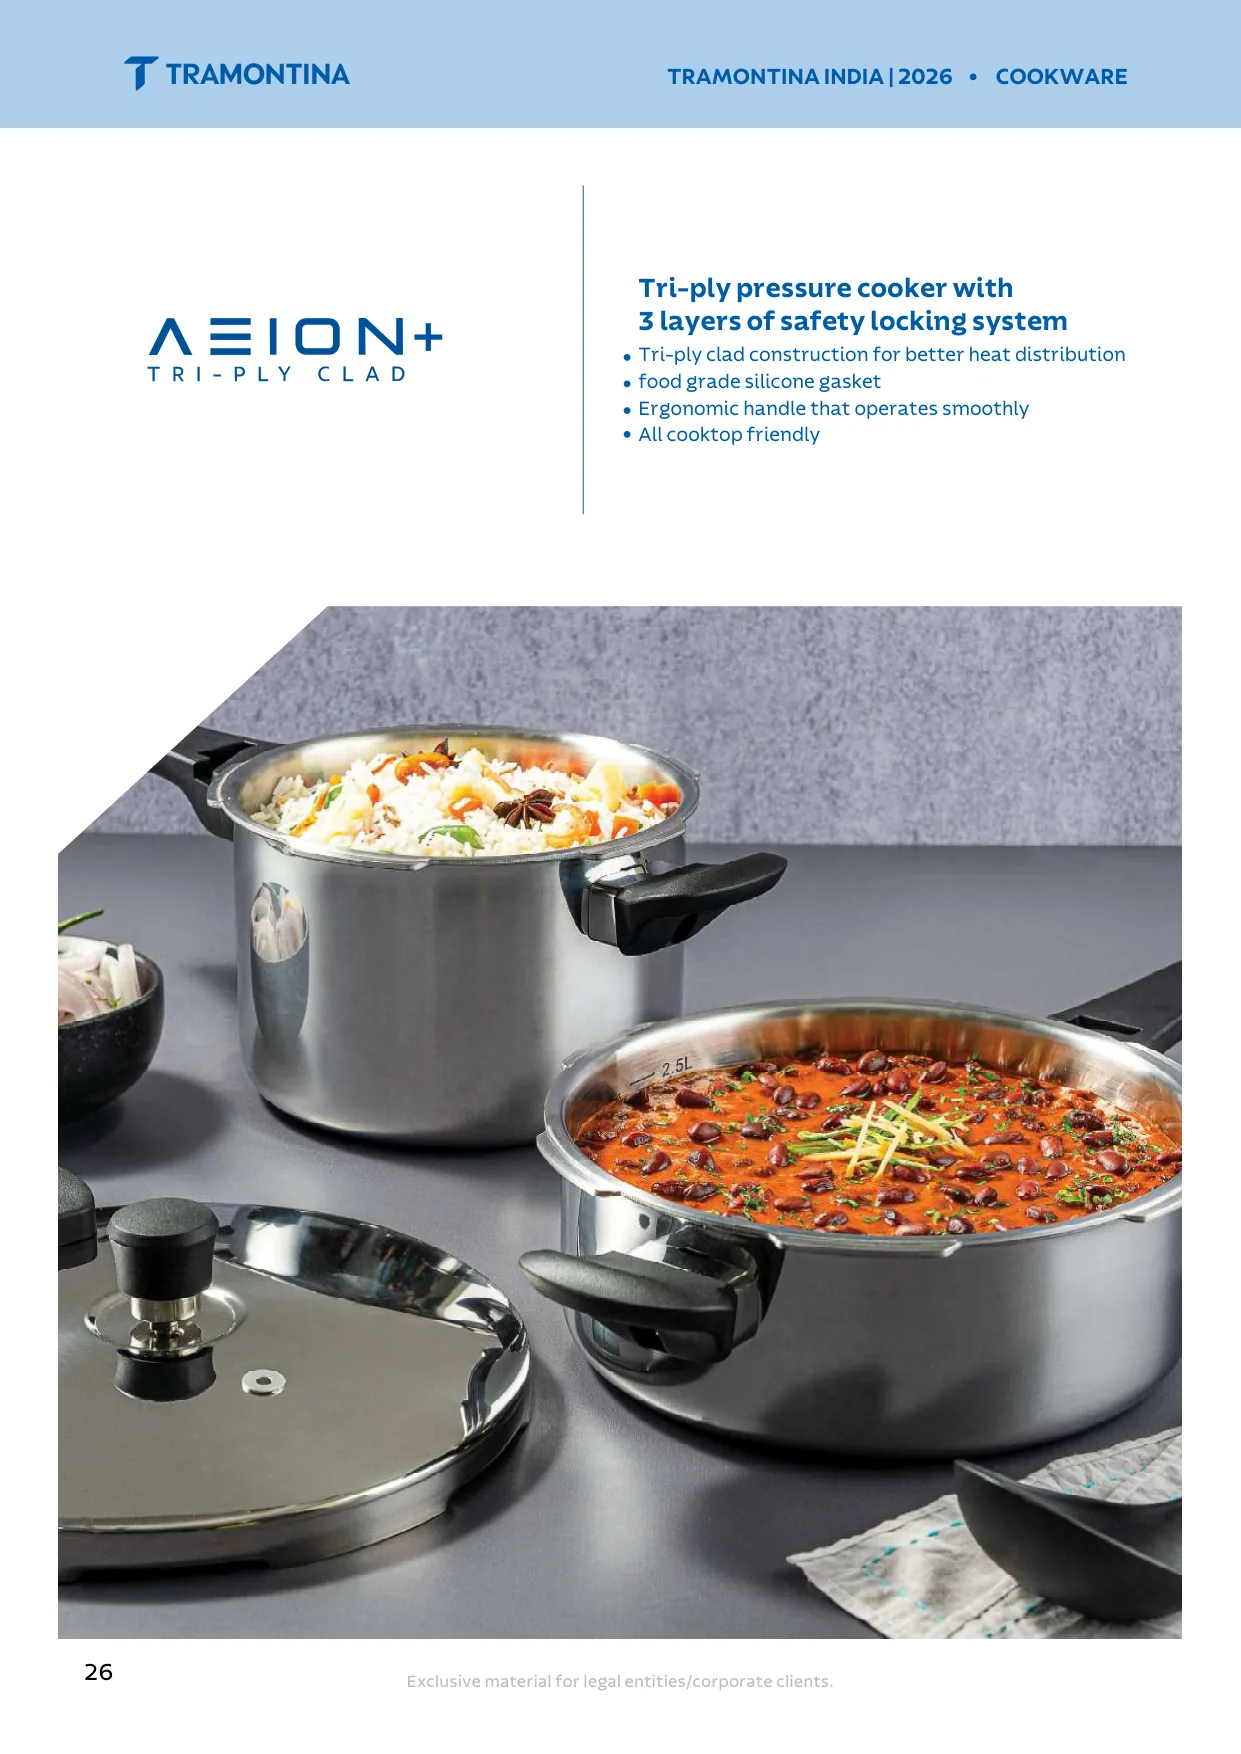 TRAMONTINA
TRAMONTINA INDIA | 2026 • COOKWARE
AEION+
TRI-PLY CLAD
Tri-ply pressure cooker with
3 layers of safety locking system
• Tri-ply clad construction for better heat distribution
• food grade silicone gasket
• Ergonomic handle that operates smoothly
• All cooktop friendly
2.5L
26
Exclusive material for legal entities/corporate clients.